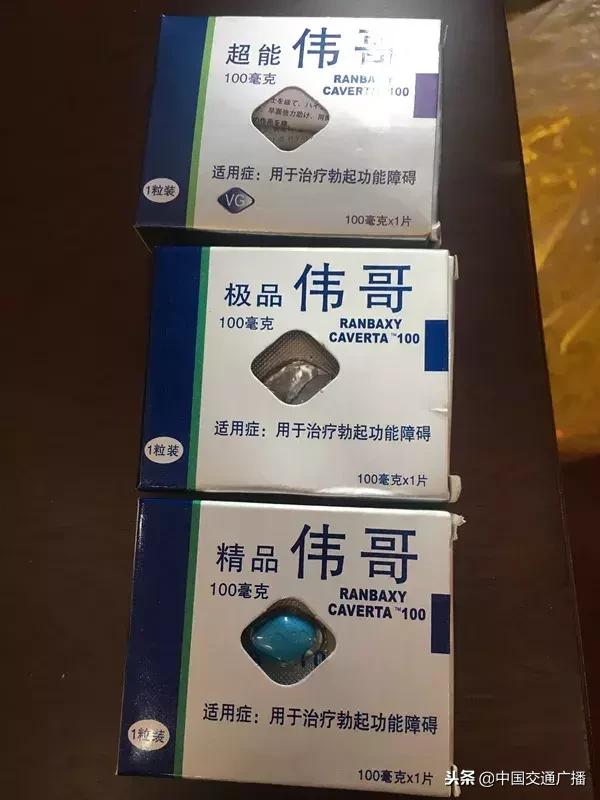 超能 伟哥
100毫克
RANBAXY
CAVERTA 100
适用症：用于治疗勃起功能障碍
VG
1粒装
100毫克x1片
极品 伟哥
100毫克
RANBAXY
CAVERTA™100
适用症：用于治疗勃起功能障碍
1粒装
100毫克x1片
精品 伟哥
100毫克
RANBAXY
CAVERTA™100
适用症：用于治疗勃起功能障碍
1粒装
100毫克x1片
头条 @中国交通广播